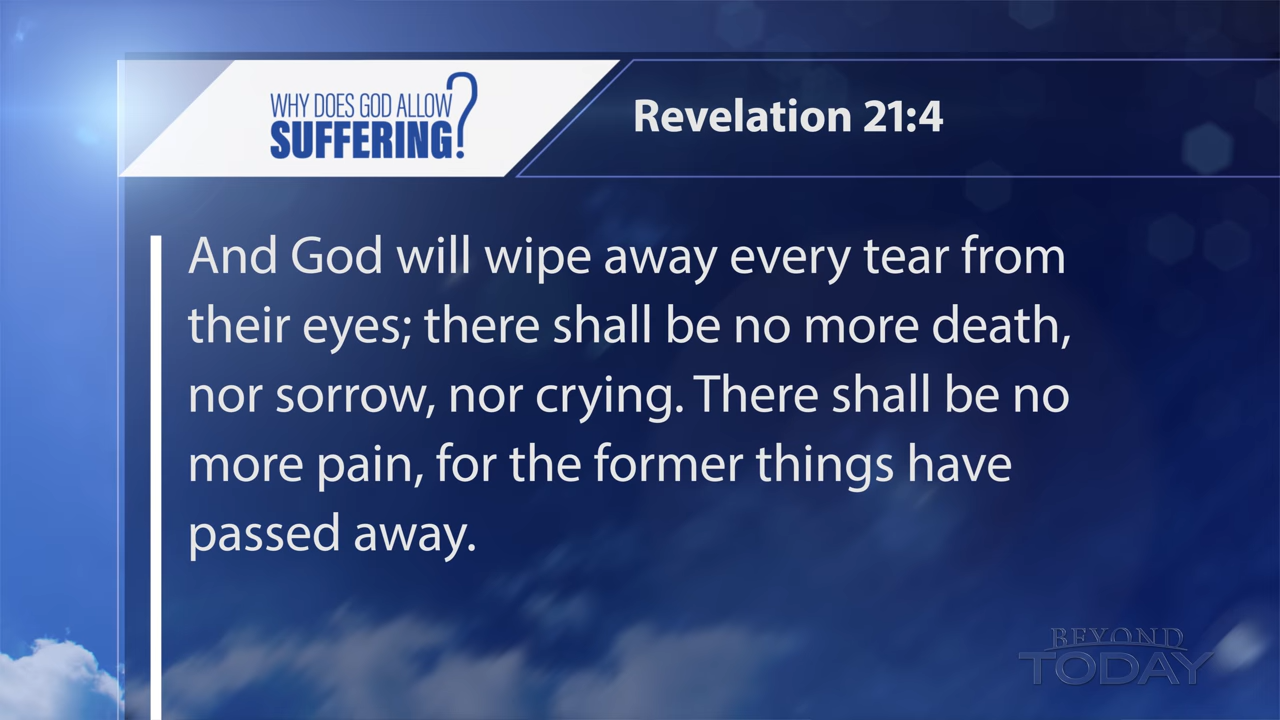 WHY DOES GOD ALLOW
SUFFERING?
Revelation 21:4
And God will wipe away every tear from
their eyes; there shall be no more death,
nor sorrow, nor crying. There shall be no
more pain, for the former things have
passed away.
BEYOND
TODAY